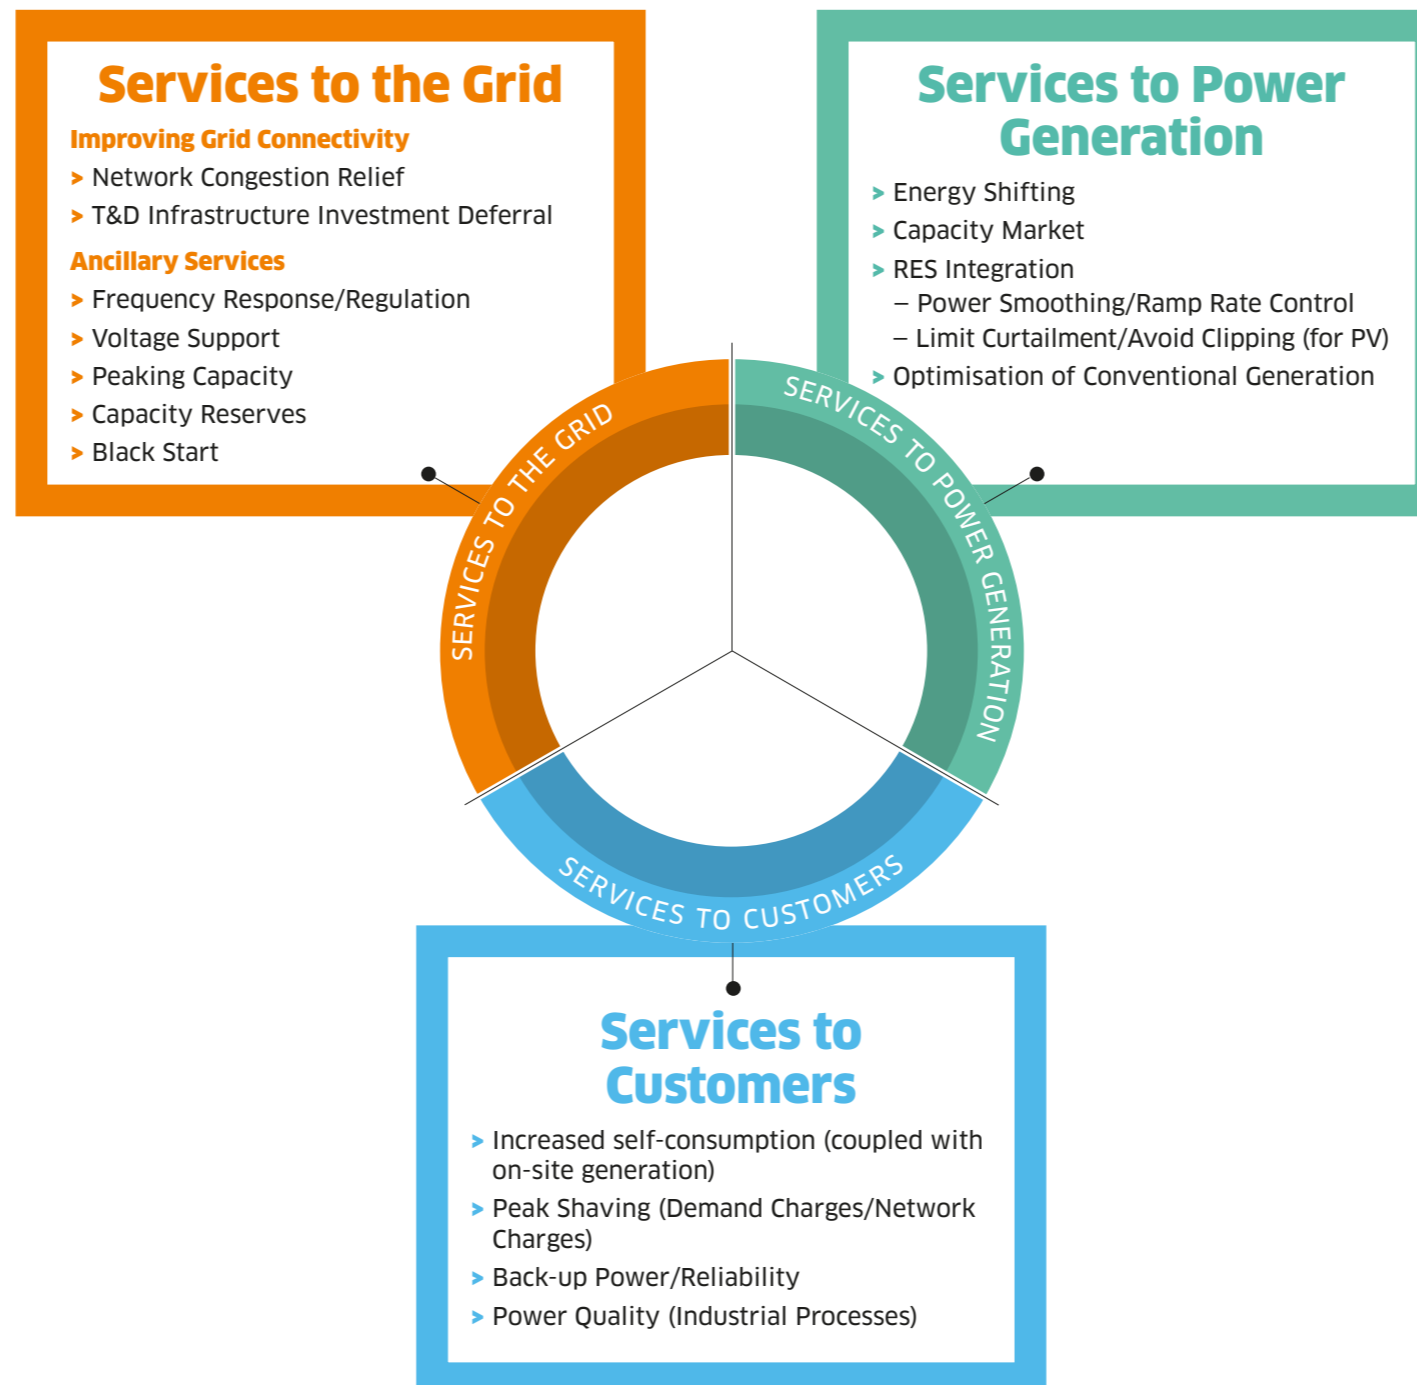 Services to the Grid
Improving Grid Connectivity
> Network Congestion Relief
> T&D Infrastructure Investment Deferral
Ancillary Services
> Frequency Response/Regulation
> Voltage Support
> Peaking Capacity
> Capacity Reserves
> Black Start
Services to Power
Generation
> Energy Shifting
> Capacity Market
> RES Integration
– Power Smoothing/Ramp Rate Control
– Limit Curtailment/Avoid Clipping (for PV)
> Optimisation of Conventional Generation
SERVICES TO THE GRID
SERVICES TO POWER GENERATION
SERVICES TO CUSTOMERS
Services to
Customers
> Increased self-consumption (coupled with
on-site generation)
> Peak Shaving (Demand Charges/Network
Charges)
> Back-up Power/Reliability
> Power Quality (Industrial Processes)